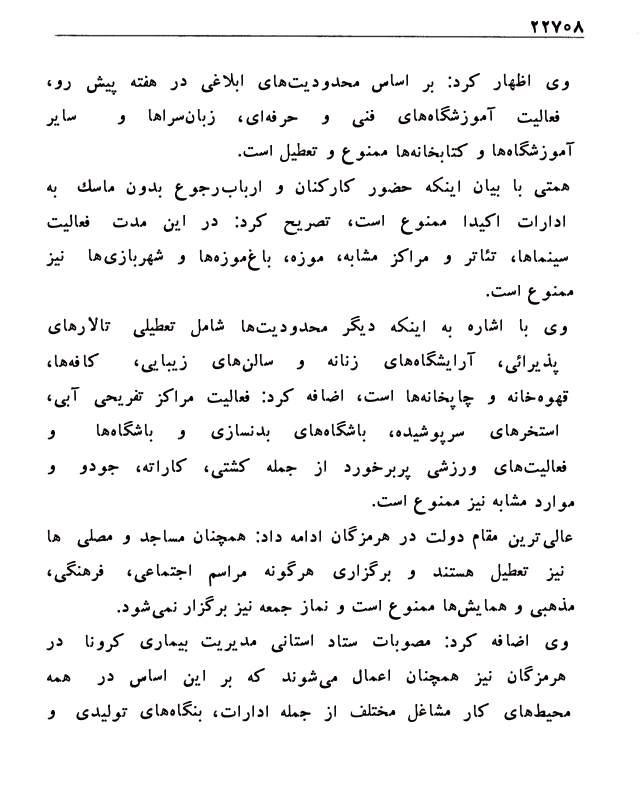 ۲۲۷۰۸
وی اظهار کرد: بر اساس محدودیت‌های ابلاغی در هفته پیش رو،
فعالیت آموزشگاه‌های فنی و حرفه‌ای، زبان‌سراها و سایر
آموزشگاه‌ها و کتابخانه‌ها ممنوع و تعطیل است.
همتی با بیان اینکه حضور کارکنان و ارباب‌رجوع بدون ماسك به
ادارات اکیدا ممنوع است، تصریح کرد: در این مدت فعالیت
سینماها، تئاتر و مراکز مشابه، موزه، باغ‌موزه‌ها و شهربازی‌ها نیز
ممنوع است.
وی با اشاره به اینکه دیگر محدودیت‌ها شامل تعطیلی تالارهای
پذیرائی، آرایشگاه‌های زنانه و سالن‌های زیبایی، کافه‌ها،
قهوه‌خانه و چاپخانه‌ها است، اضافه کرد: فعالیت مراکز تفریحی آبی،
استخرهای سرپوشیده، باشگاه‌های بدنسازی و باشگاه‌ها و
فعالیت‌های ورزشی پربرخورد از جمله کشتی، کاراته، جودو و
موارد مشابه نیز ممنوع است.
عالی‌ترین مقام دولت در هرمزگان ادامه داد: همچنان مساجد و مصلی ها
نیز تعطیل هستند و برگزاری هرگونه مراسم اجتماعی، فرهنگی،
مذهبی و همایش‌ها ممنوع است و نماز جمعه نیز برگزار نمی‌شود.
وی اضافه کرد: مصوبات ستاد استانی مدیریت بیماری کرونا در
هرمزگان نیز همچنان اعمال می‌شوند که بر این اساس در همه
محیط‌های کار مشاغل مختلف از جمله ادارات، بنگاه‌های تولیدی و